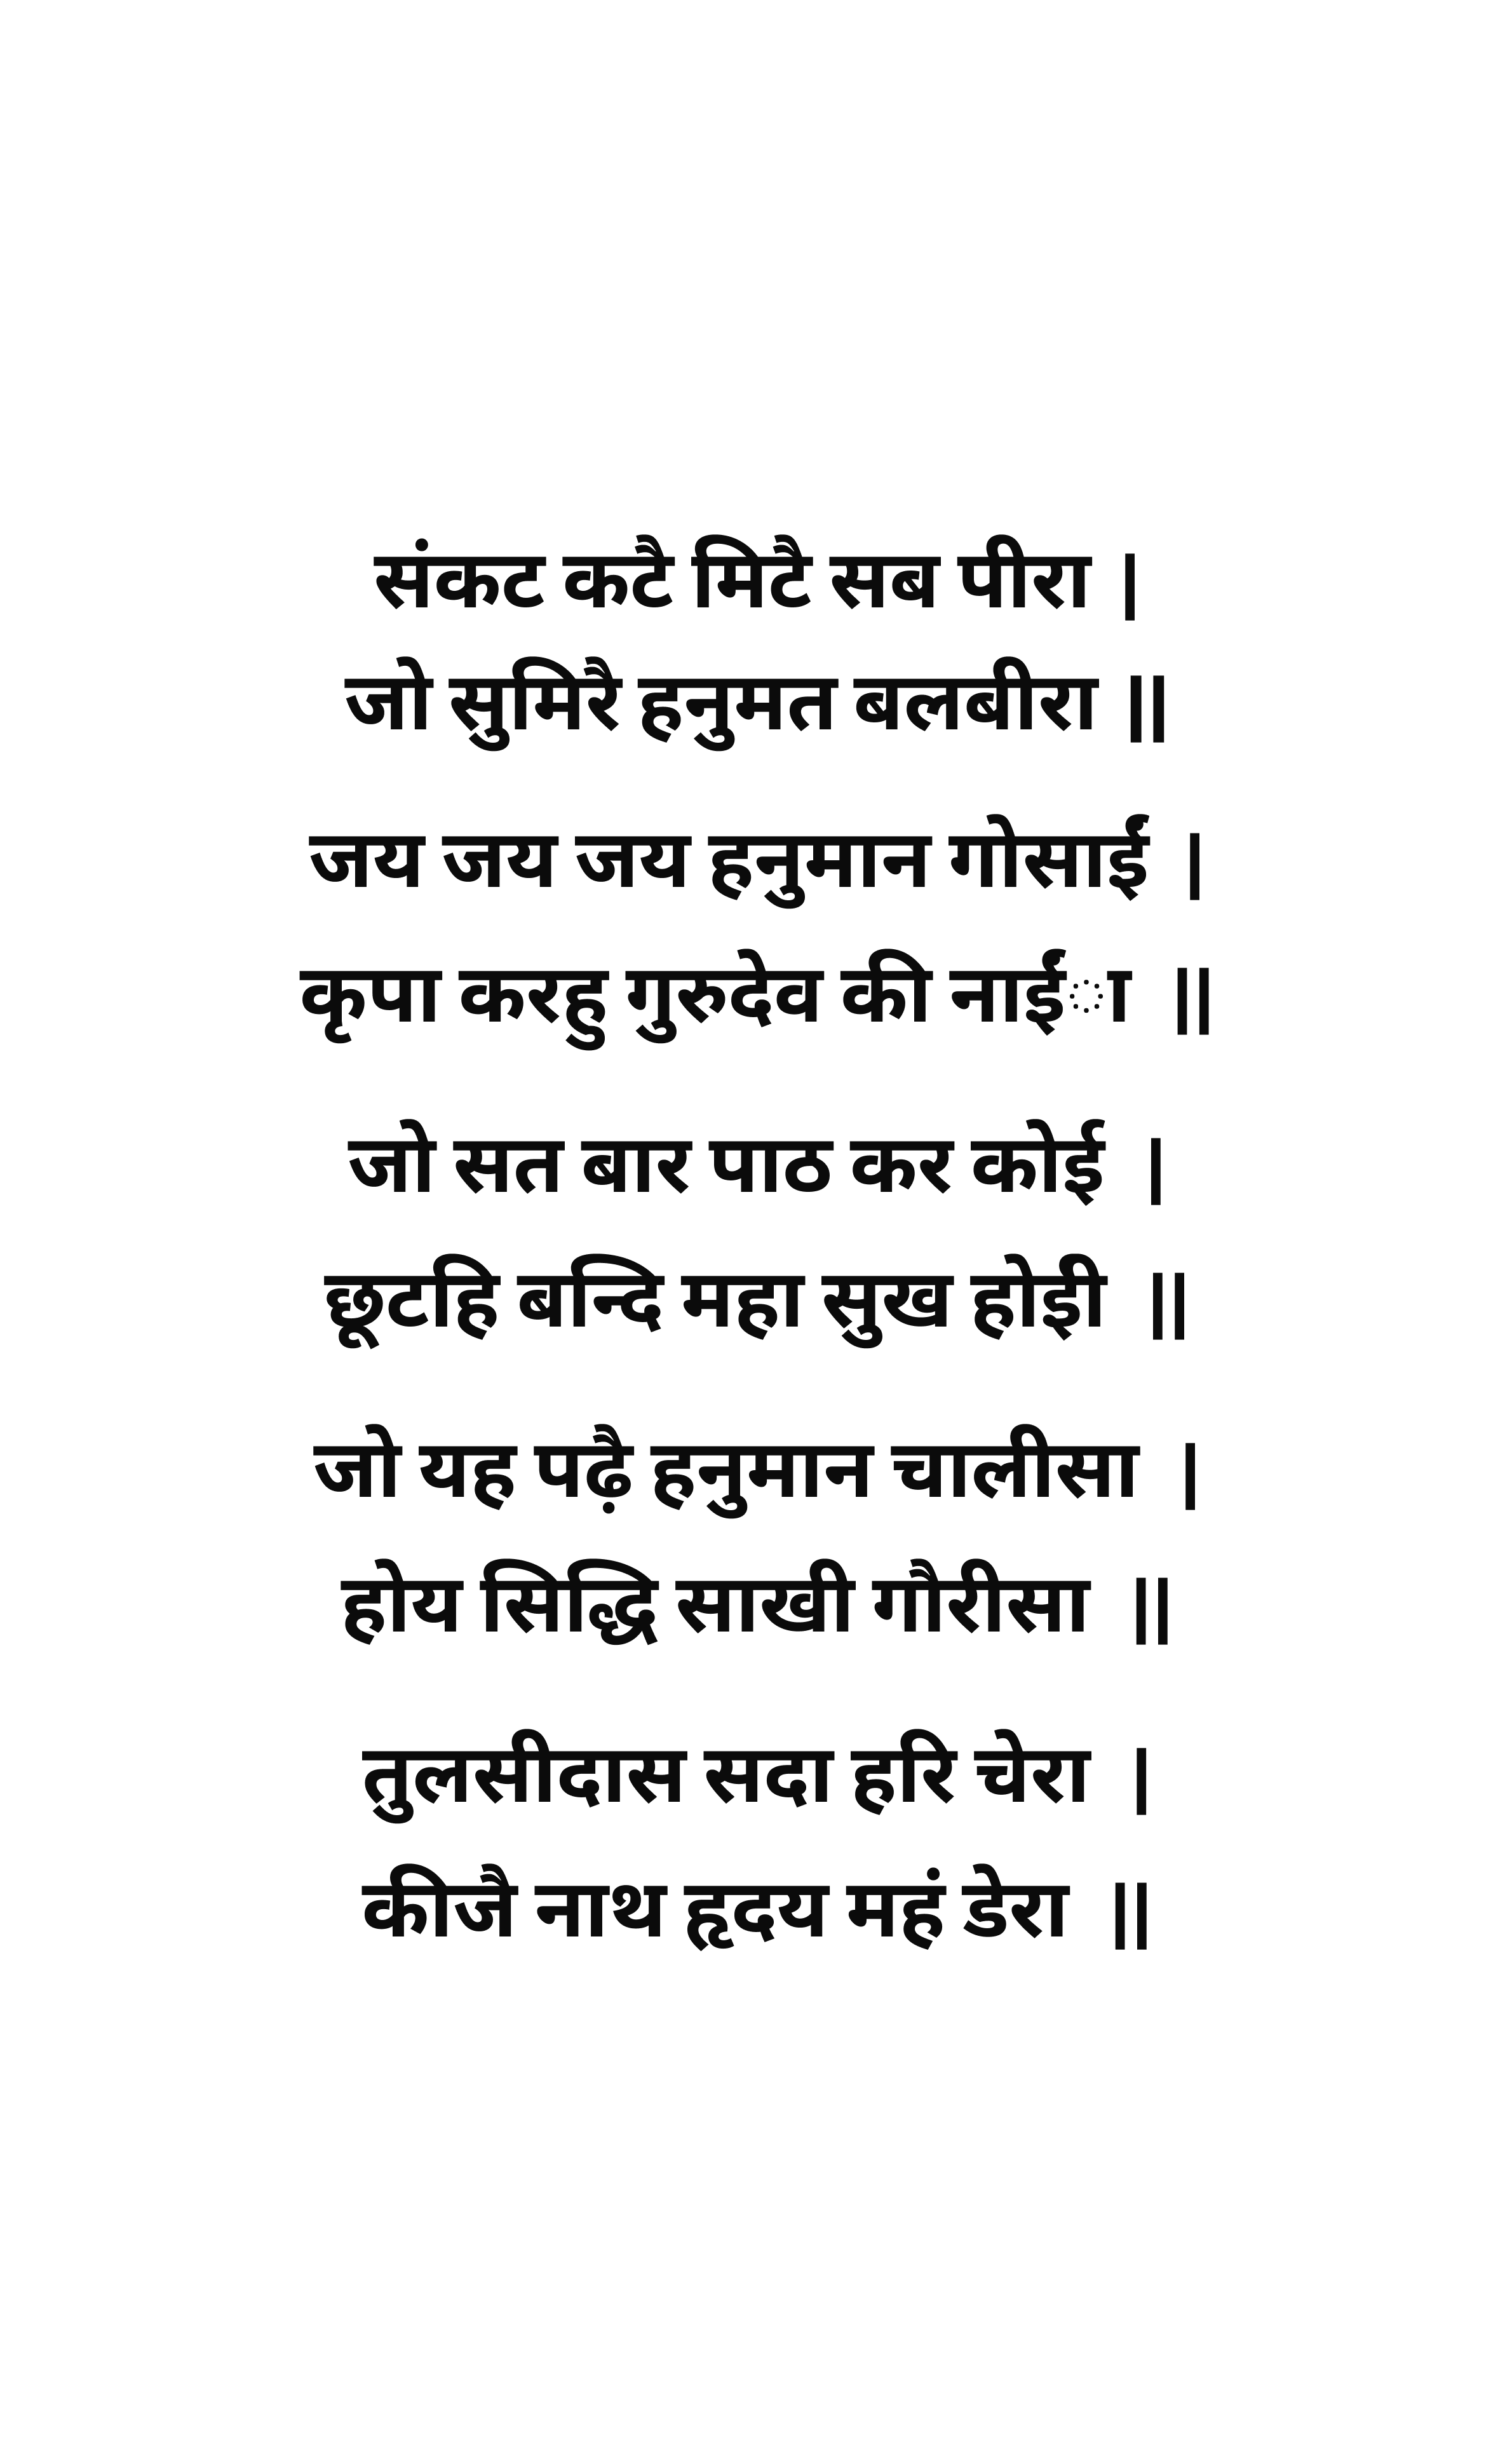 संकट कटै मिटै सब पीरा |
जो सुमिरै हनुमत बलबीरा ||
जय जय जय हनुमान गोसाई |
कृपा करहु गुरुदेव की नाईा ||
जो सत बार पाठ कर कोई |
छूटहि बन्दि महा सुख होइी ||
जो यह पढ़ै हनुमान चालीसा |
होय सिद्धि साखी गौरीसा ||
तुलसीदास सदा हरि चेरा |
कीजै नाथ हृदय महं डेरा ||